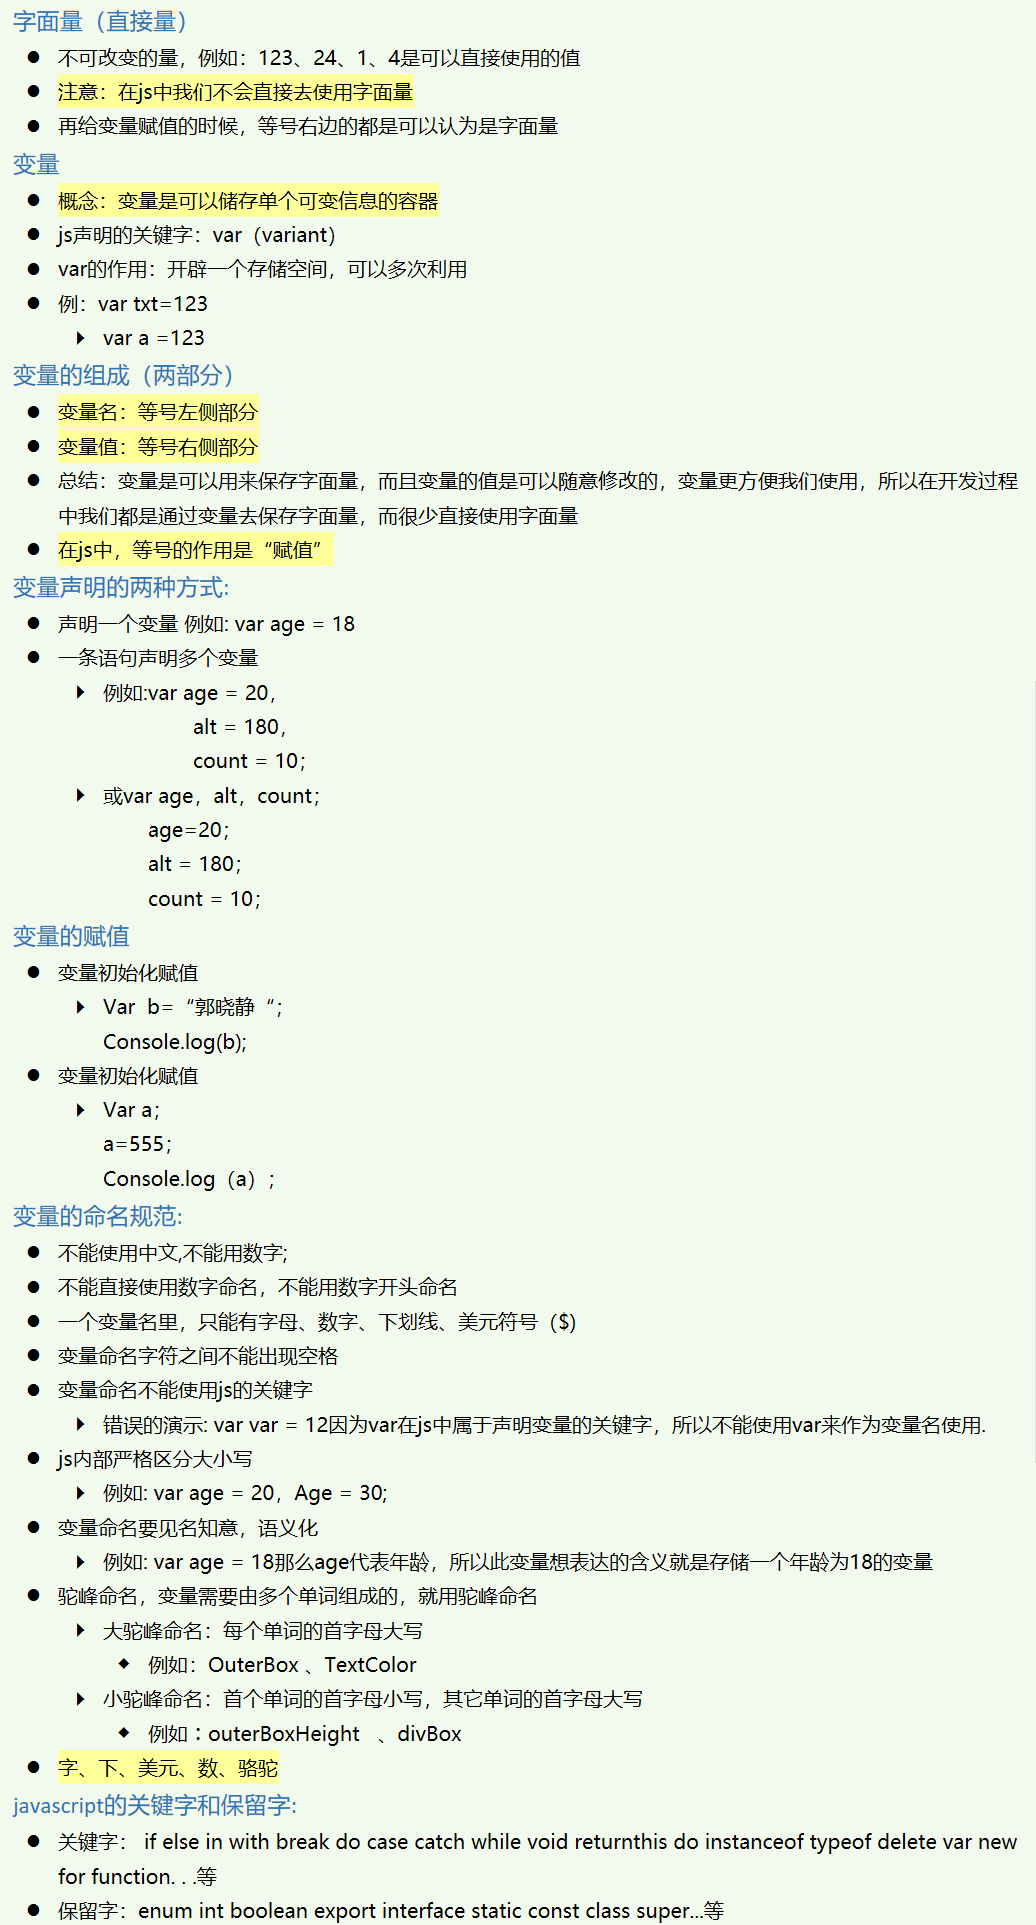 字面量（直接量）
● 不可改变的量，例如：123、24、1、4是可以直接使用的值
● 注意：在js中我们不会直接去使用字面量
● 再给变量赋值的时候，等号右边的都是可以认为是字面量
变量
● 概念：变量是可以储存单个可变信息的容器
● js声明的关键字：var（variant）
● var的作用：开辟一个存储空间，可以多次利用
● 例：var txt=123
var a =123
变量的组成（两部分）
● 变量名：等号左侧部分
● 变量值：等号右侧部分
● 总结：变量是可以用来保存字面量，而且变量的值是可以随意修改的，变量更方便我们使用，所以在开发过程
中我们都是通过变量去保存字面量，而很少直接使用字面量
● 在js中，等号的作用是“赋值”
变量声明的两种方式:
● 声明一个变量 例如: var age = 18
● 一条语句声明多个变量
例如:var age = 20，
alt = 180，
count = 10；
或var age，alt，count；
age=20；
alt = 180；
count = 10；
变量的赋值
● 变量初始化赋值
Var  b=“郭晓静“；
Console.log(b);
● 变量初始化赋值
Var a；
a=555；
Console.log（a）;
变量的命名规范:
● 不能使用中文,不能用数字;
● 不能直接使用数字命名，不能用数字开头命名
● 一个变量名里，只能有字母、数字、下划线、美元符号（$)
● 变量命名字符之间不能出现空格
● 变量命名不能使用js的关键字
错误的演示: var var = 12因为var在js中属于声明变量的关键字，所以不能使用var来作为变量名使用.
● js内部严格区分大小写
例如: var age = 20，Age = 30;
● 变量命名要见名知意，语义化
例如: var age = 18那么age代表年龄，所以此变量想表达的含义就是存储一个年龄为18的变量
● 驼峰命名，变量需要由多个单词组成的，就用驼峰命名
大驼峰命名：每个单词的首字母大写
◆ 例如：OuterBox 、TextColor
小驼峰命名：首个单词的首字母小写，其它单词的首字母大写
◆ 例如：outerBoxHeight 、divBox
● 字、下、美元、数、骆驼
javascript的关键字和保留字:
● 关键字： if else in with break do case catch while void returnthis do instanceof typeof delete var new
for function. . .等
● 保留字：enum int boolean export interface static const class super...等